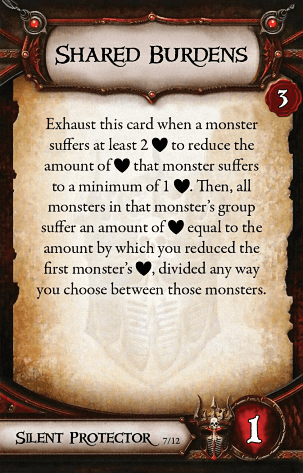 Shared Burdens
3
Exhaust this card when a monster
suffers at least 2 ♥ to reduce the
amount of ♥ that monster suffers
to a minimum of 1 ♥. Then, all
monsters in that monster's group
suffer an amount of ♥ equal to the
amount by which you reduced the
first monster's ♥, divided any way
you choose between those monsters.
Silent Protector 7/12
1